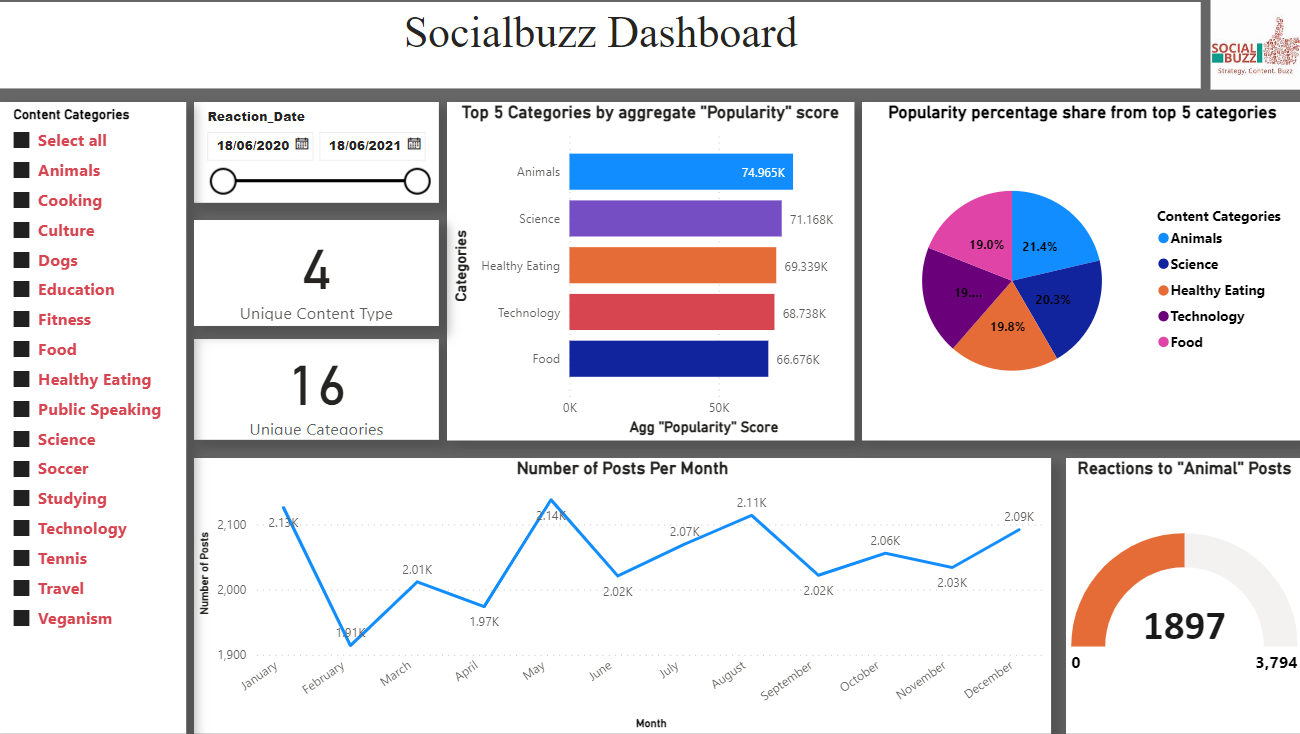 Socialbuzz Dashboard
SOCIAL
BUZZ
Strategy. Content. Buzz
Content Categories
Select all
Animals
Cooking
Culture
Dogs
Education
Fitness
Food
Healthy Eating
Public Speaking
Science
Soccer
Studying
Technology
Tennis
Travel
Veganism
Reaction_Date
18/06/2020 18/06/2021
4
Unique Content Type
16
Unique Categories
Top 5 Categories by aggregate "Popularity" score
Categories
Animals 74.965K
Science 71.168K
Healthy Eating 69.339K
Technology 68.738K
Food 66.676K
0K 50K
Agg "Popularity" Score
Popularity percentage share from top 5 categories
19.0% 21.4%
19.... 20.3%
19.8%
Content Categories
Animals
Science
Healthy Eating
Technology
Food
Number of Posts Per Month
Number of Posts
2,100
2,000
1,900
2.13K
1.91K
2.01K
1.97K
2.14K
2.02K
2.07K
2.11K
2.02K
2.06K
2.03K
2.09K
January February March April May June July August September October November December
Month
Reactions to "Animal" Posts
1897
0 3,794